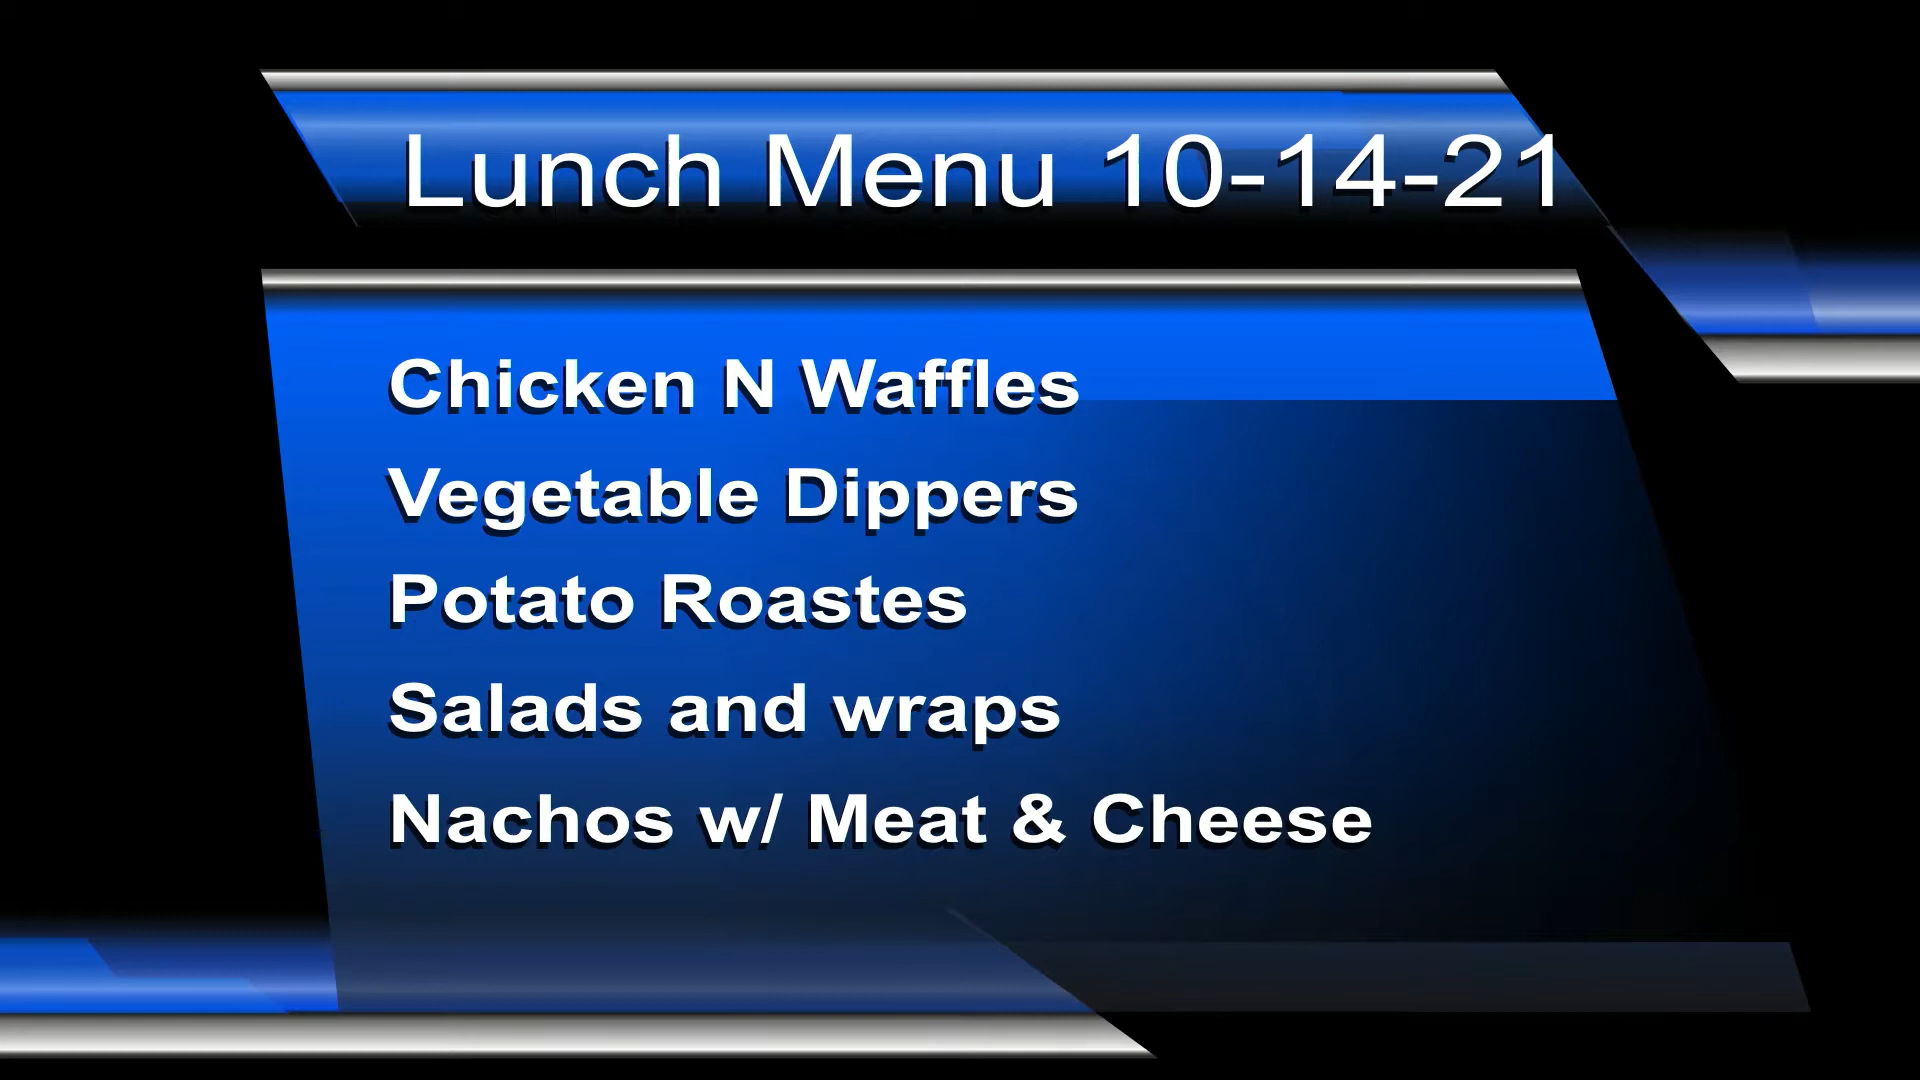 Lunch Menu 10-14-21
Chicken N Waffles
Vegetable Dippers
Potato Roastes
Salads and wraps
Nachos w/ Meat & Cheese